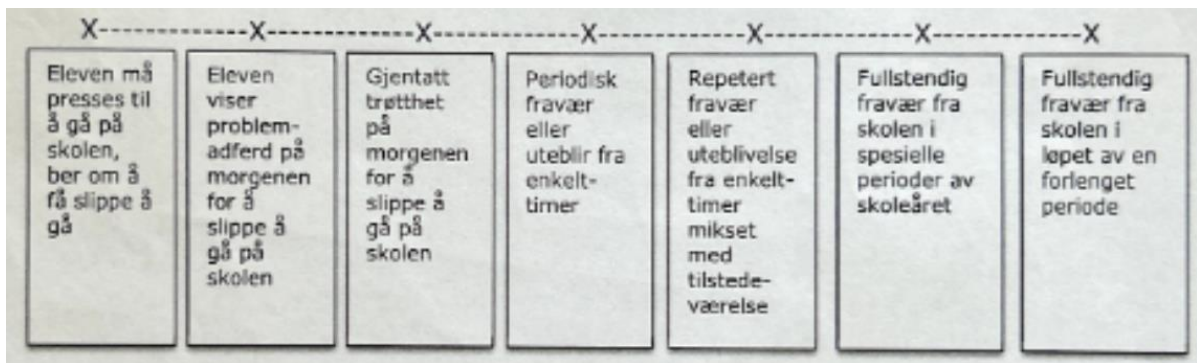 X--------------X--------------X--------------X--------------X--------------X--------------X
Eleven må
presses til
å gå på
skolen,
ber om å
få slippe å
gå
Eleven
viser
problem-
adferd på
morgenen
for å
slippe å
gå på
skolen
Gjentatt
trøtthet
på
morgenen
for å
slippe å
gå på
skolen
Periodisk
fravær
eller
uteblir fra
enkelt-
timer
Repetert
fravær
eller
uteblivelse
fra enkelt-
timer
mikset
med
tilstede-
værelse
Fullstendig
fravær fra
skolen i
spesielle
perioder av
skoleåret
Fullstendig
fravær fra
skolen i
løpet av en
forlenget
periode